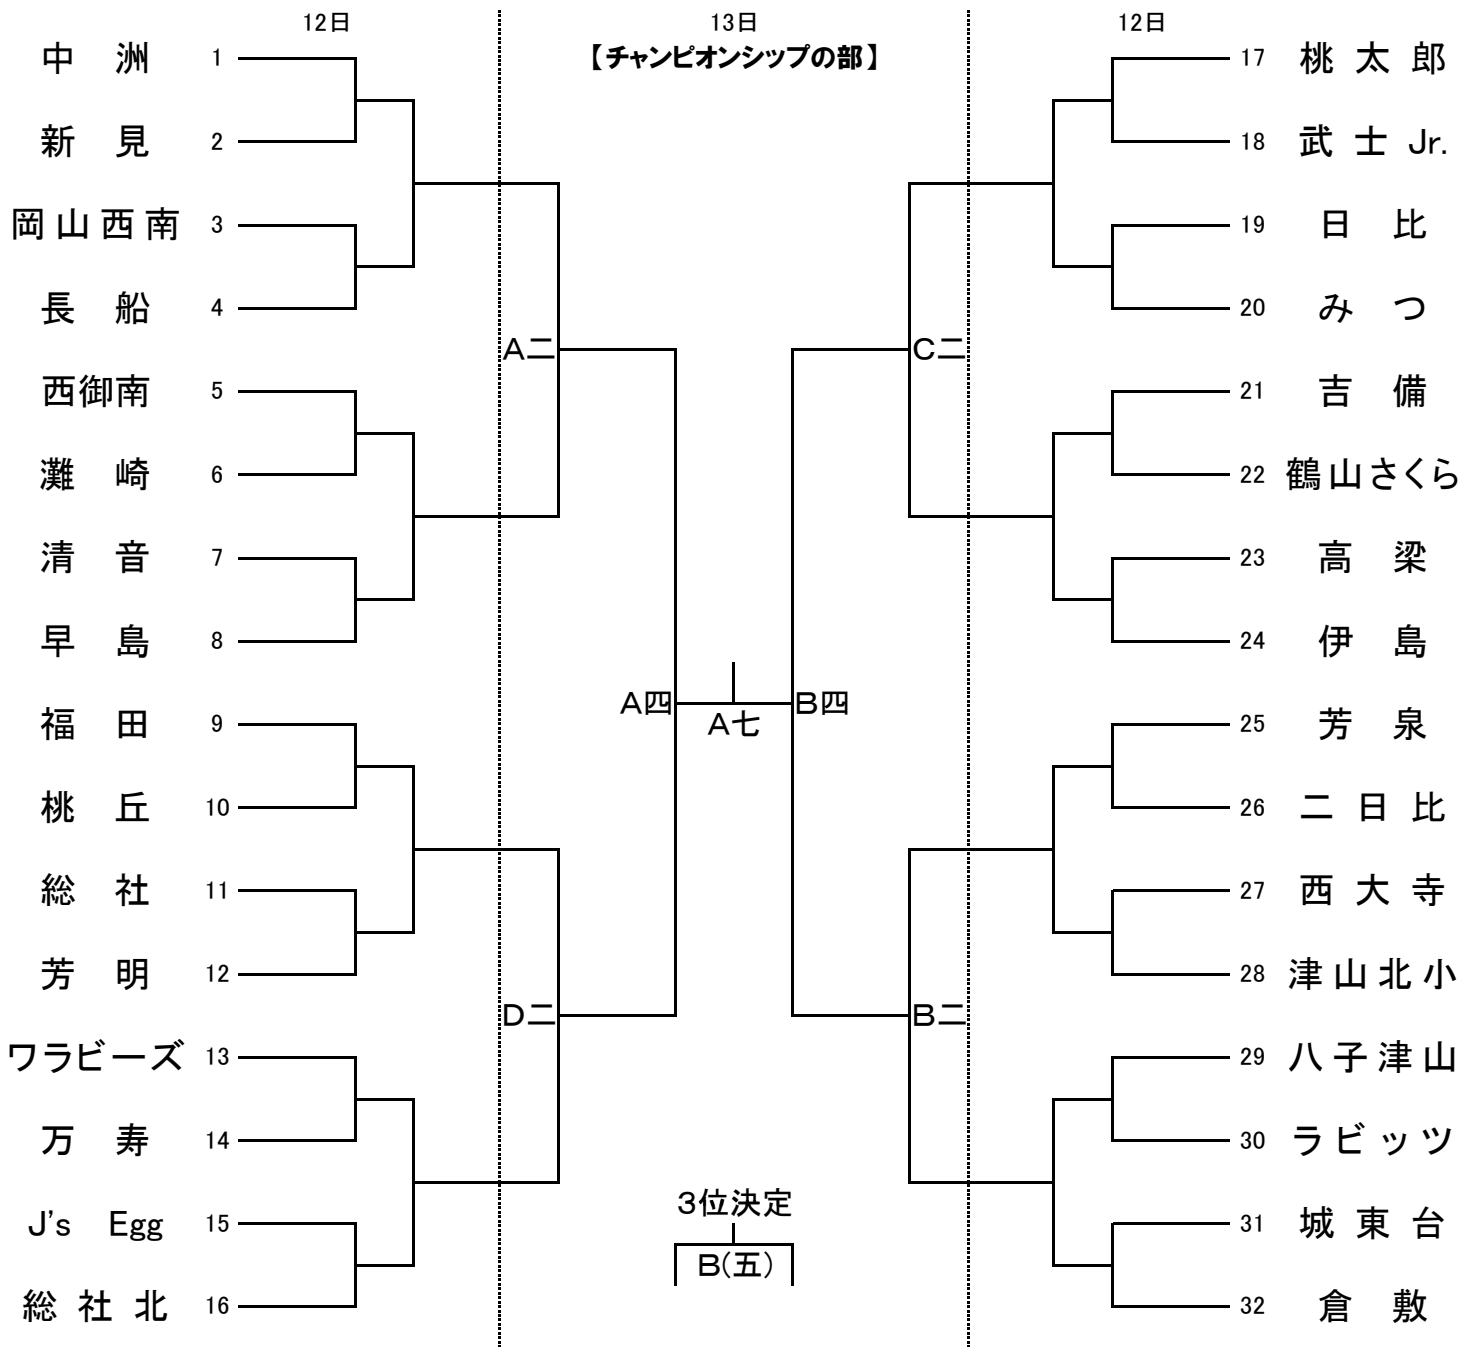 12日 13日 12日
【チャンピオンシップの部】
中 洲 1 17 桃太郎
新 見 2 18 武士Jr.
岡山西南 3 19 日 比
長 船 4 20 み つ
A二 C二
西御南 5 21 吉 備
灘 崎 6 22 鶴山さくら
清 音 7 23 高 梁
早 島 8 24 伊 島
A四 B四
福 田 9 A七 25 芳 泉
桃 丘 10 26 二日比
総 社 11 27 西大寺
芳 明 12 28 津山北小
D二 B二
ワラビーズ 13 29 八子津山
万 寿 14 30 ラビッツ
3位決定
J's Egg 15 31 城東台
B(五)
総社北 16 32 倉 敷